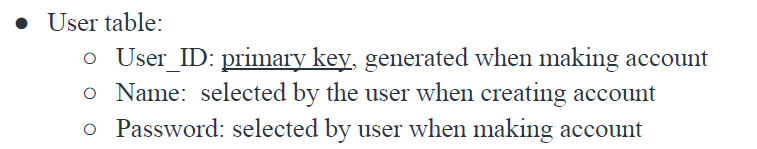 ● User table:
○ User_ID: primary key, generated when making account
○ Name:  selected by the user when creating account
○ Password: selected by user when making account